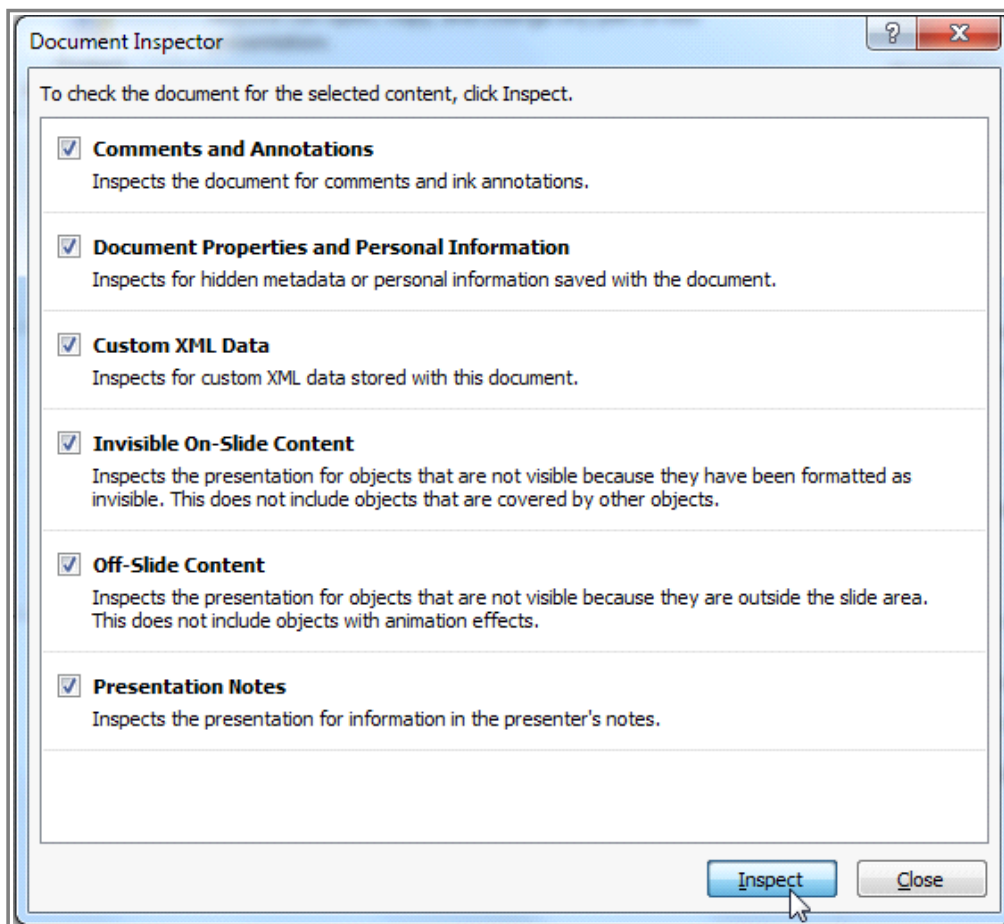 Document Inspector
To check the document for the selected content, click Inspect.
Comments and Annotations
Inspects the document for comments and ink annotations.
Document Properties and Personal Information
Inspects for hidden metadata or personal information saved with the document.
Custom XML Data
Inspects for custom XML data stored with this document.
Invisible On-Slide Content
Inspects the presentation for objects that are not visible because they have been formatted as
invisible. This does not include objects that are covered by other objects.
Off-Slide Content
Inspects the presentation for objects that are not visible because they are outside the slide area.
This does not include objects with animation effects.
Presentation Notes
Inspects the presentation for information in the presenter's notes.
Inspect Close